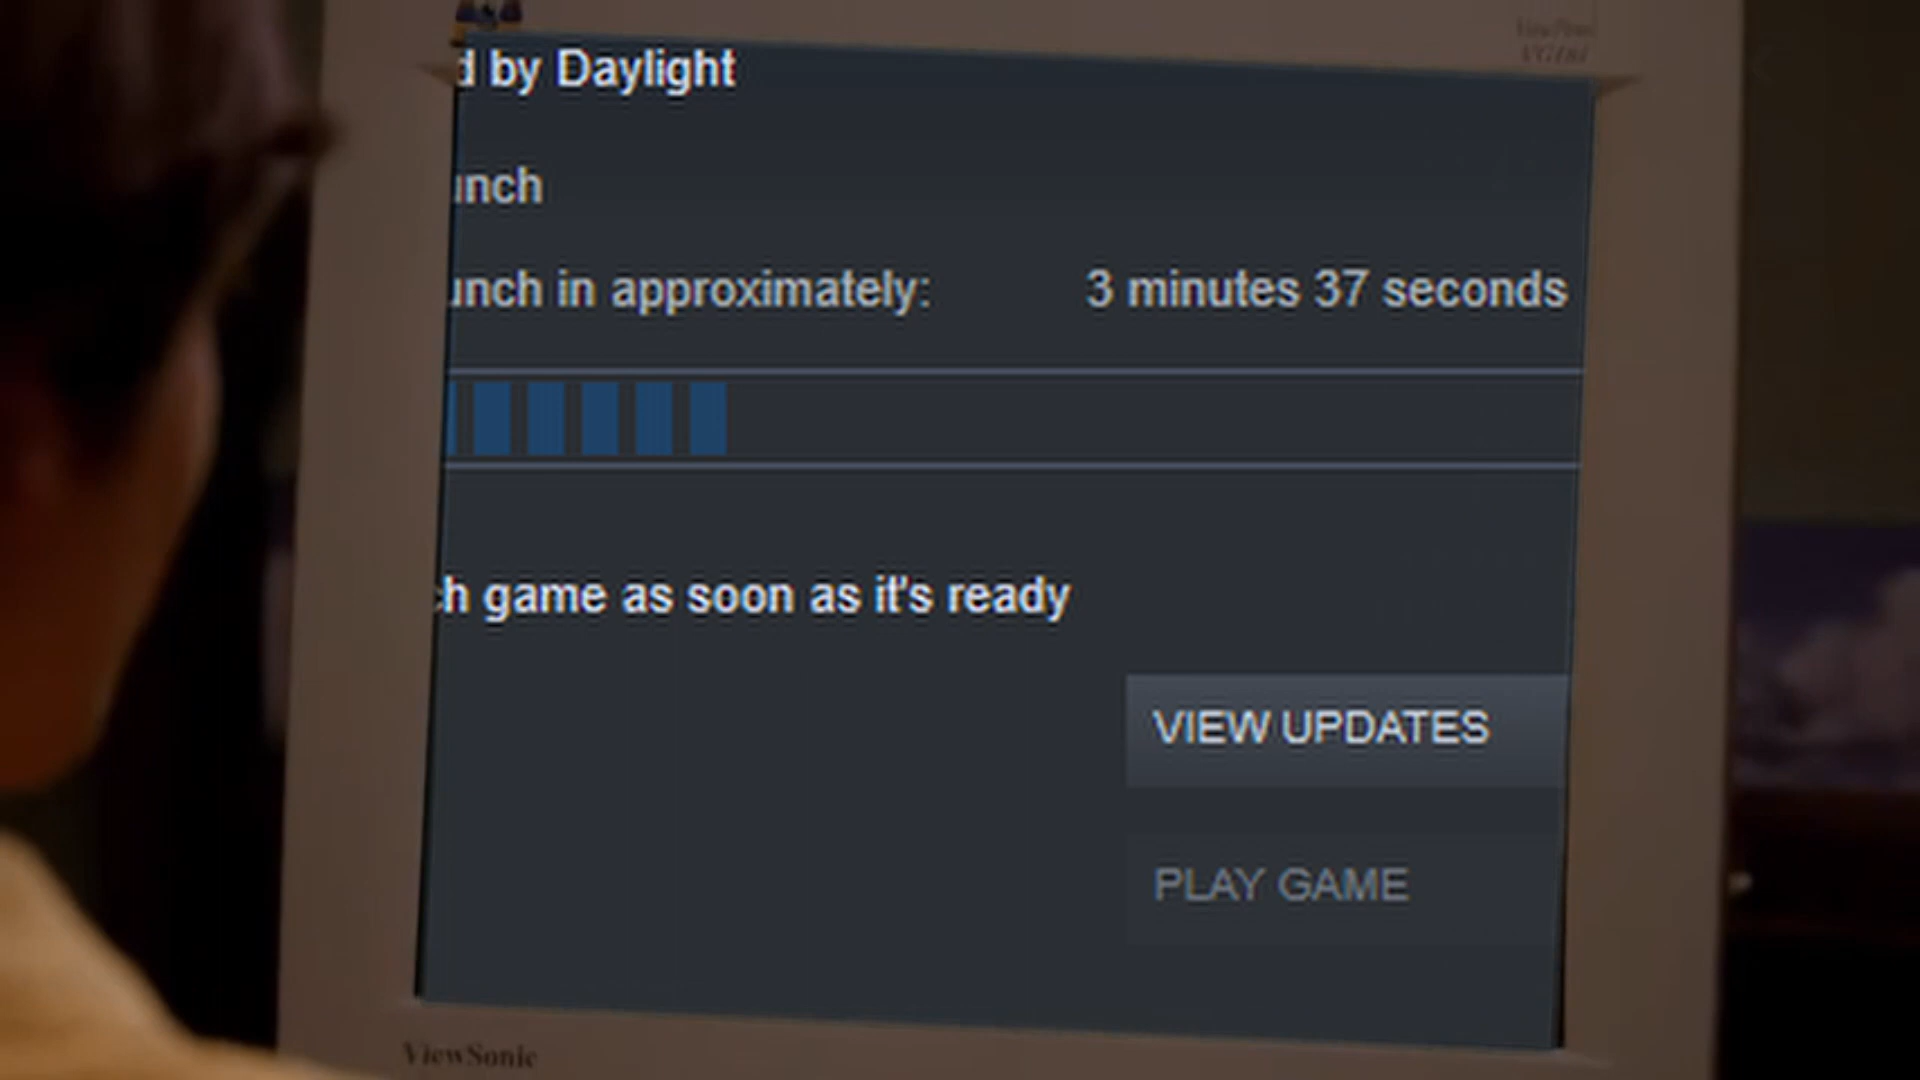 d by Daylight
unch
unch in approximately: 3 minutes 37 seconds
h game as soon as it's ready
VIEW UPDATES
PLAY GAME
ViewSonic